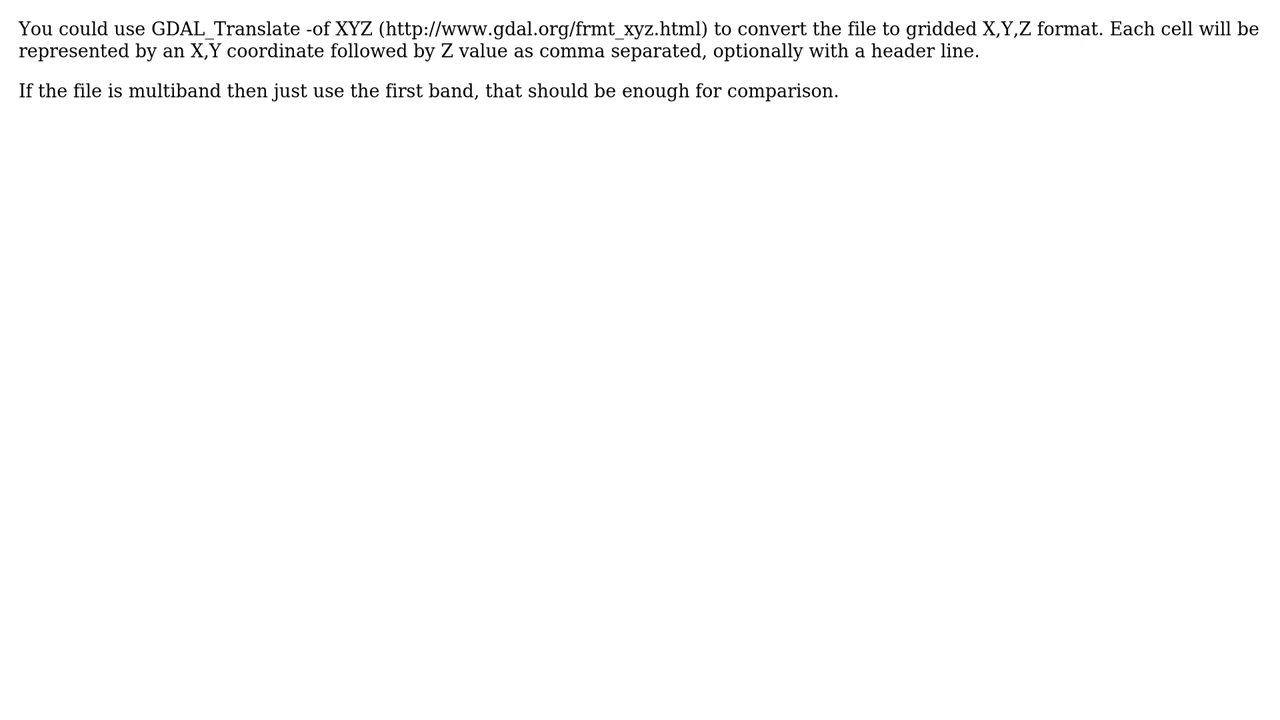 You could use GDAL_Translate -of XYZ (http://www.gdal.org/frmt_xyz.html) to convert the file to gridded X,Y,Z format. Each cell will be
represented by an X,Y coordinate followed by Z value as comma separated, optionally with a header line.
If the file is multiband then just use the first band, that should be enough for comparison.